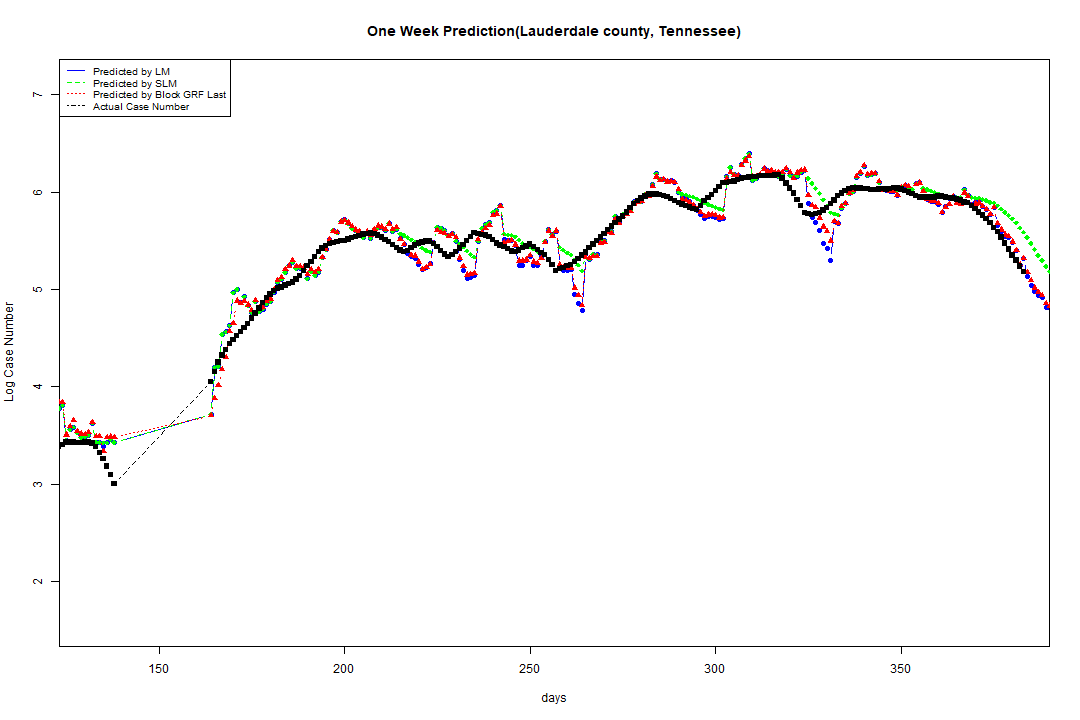 One Week Prediction(Lauderdale county, Tennessee)
Predicted by LM
Predicted by SLM
Predicted by Block GRF Last
Actual Case Number
7
6
5
4
3
2
Log Case Number
150 200 250 300 350
days